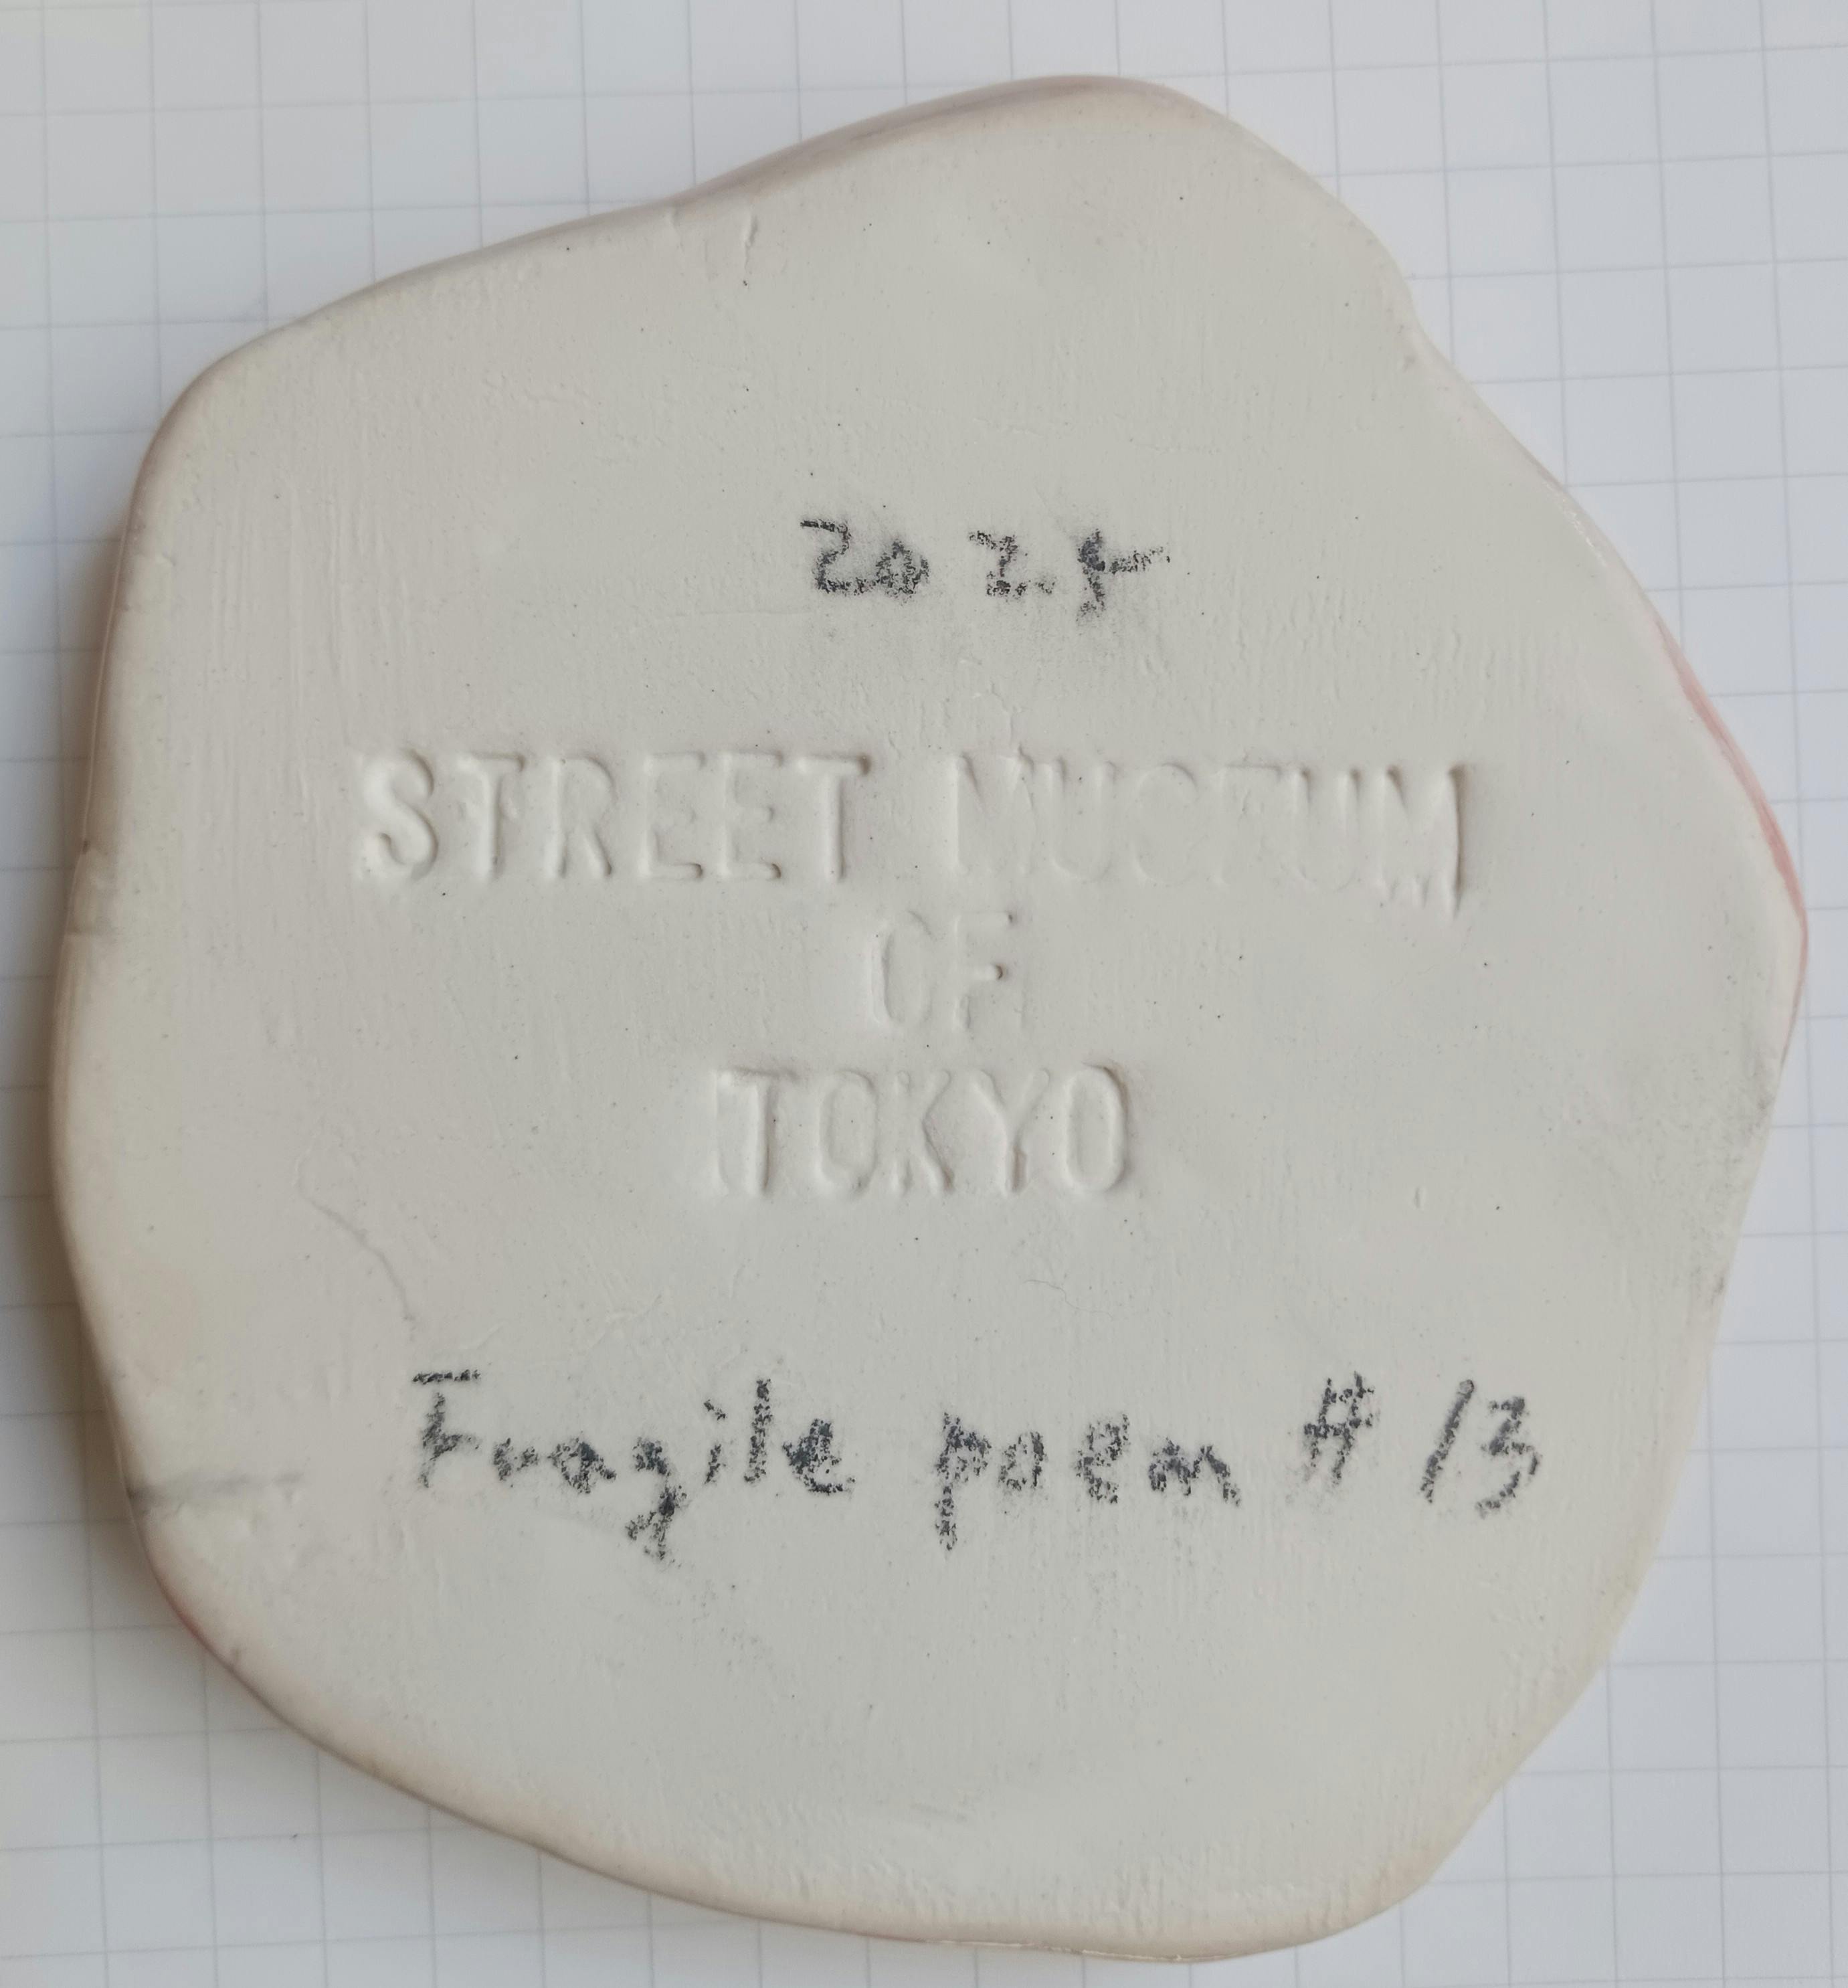 2025
STREET MUSEUM
OF
TOKYO
Fragile poem #13